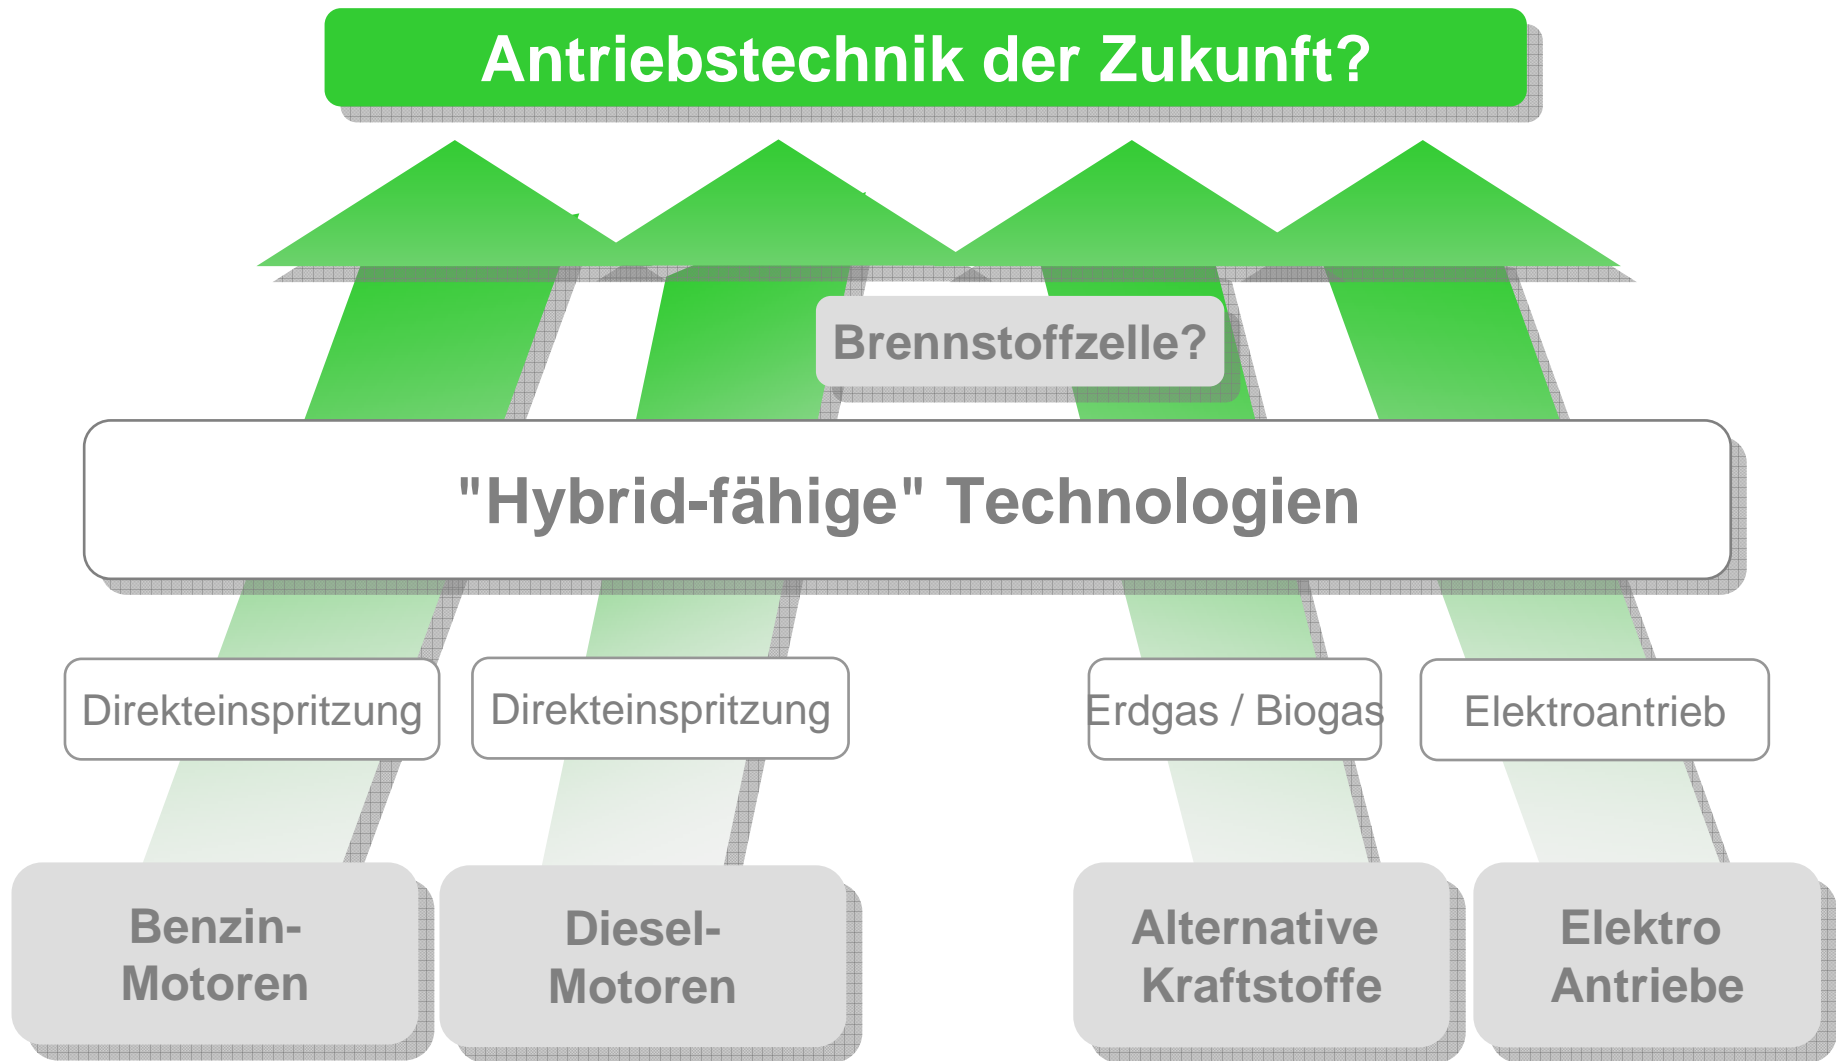 Antriebstechnik der Zukunft?
Brennstoffzelle?
"Hybrid-fähige" Technologien
Direkteinspritzung
Direkteinspritzung
Erdgas / Biogas
Elektroantrieb
Benzin-
Motoren
Diesel-
Motoren
Alternative
Kraftstoffe
Elektro
Antriebe